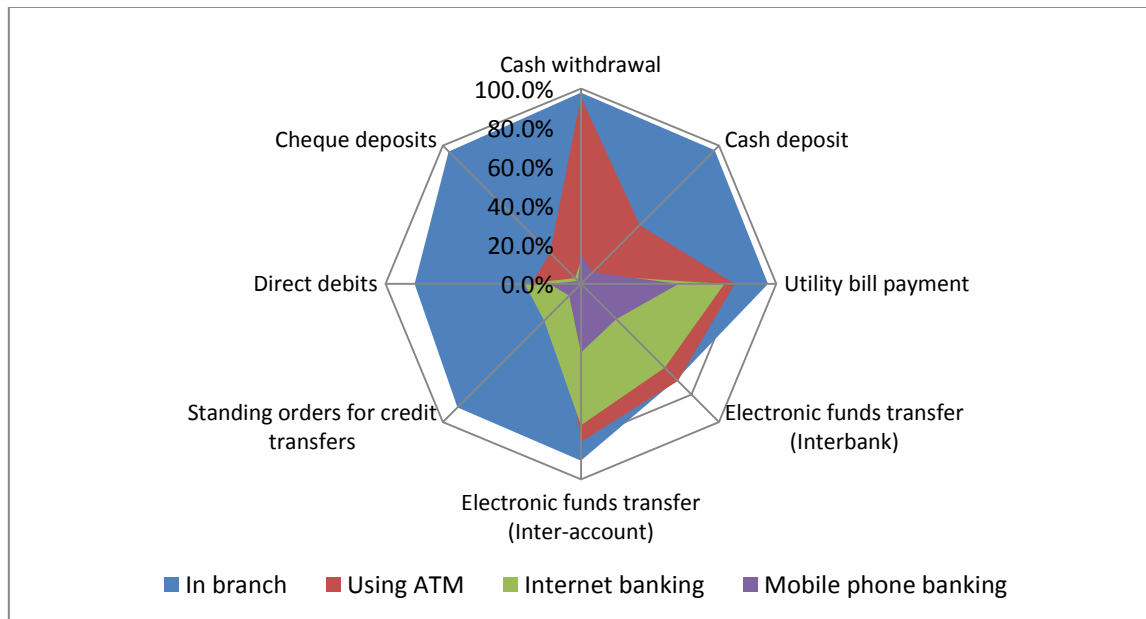 Cash withdrawal
100.0%
80.0%
60.0%
40.0%
20.0%
0.0%
Cash deposit
Utility bill payment
Electronic funds transfer
(Interbank)
Electronic funds transfer
(Inter-account)
Standing orders for credit
transfers
Direct debits
Cheque deposits
In branch Using ATM Internet banking Mobile phone banking